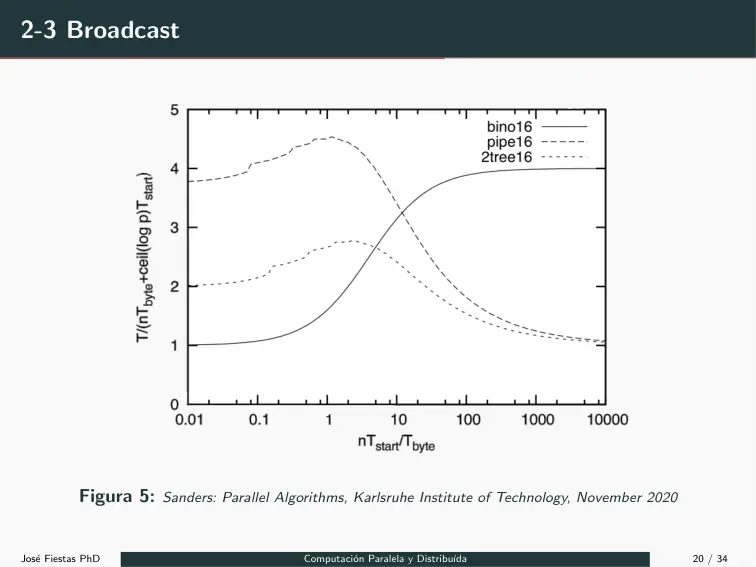 2-3 Broadcast
5
4
3
2
1
0
T/(nT_byte+ceil(log p)T_start)
bino16
pipe16
2tree16
0.01 0.1 1 10 100 1000 10000
nT_start/T_byte
Figura 5: Sanders: Parallel Algorithms, Karlsruhe Institute of Technology, November 2020
José Fiestas PhD Computación Paralela y Distribuída 20 / 34